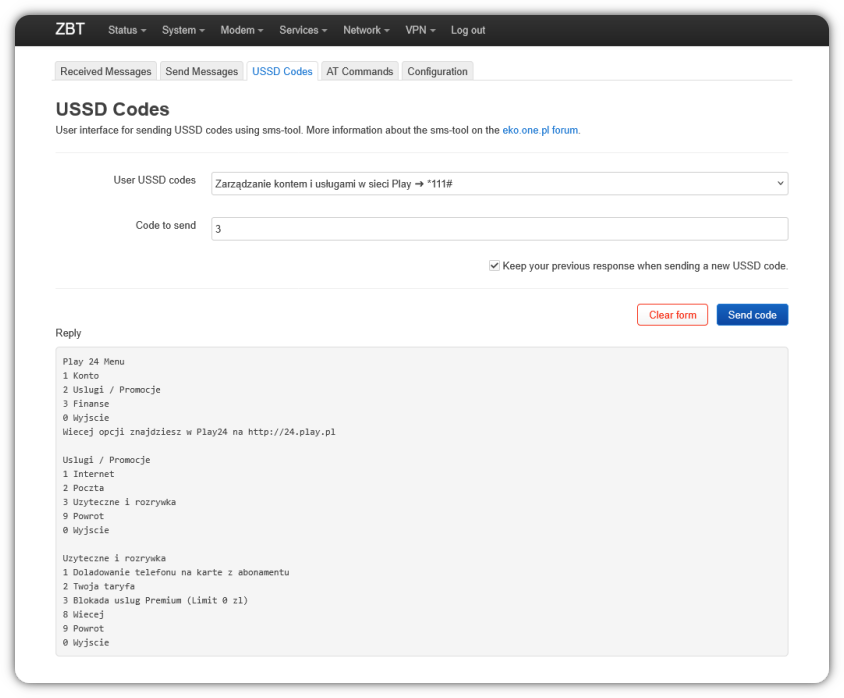 ZBT Status System Modem Services Network VPN Log out
Received Messages Send Messages USSD Codes AT Commands Configuration
USSD Codes
User interface for sending USSD codes using sms-tool. More information about the sms-tool on the eko.one.pl forum.
User USSD codes Zarządzanie kontem i usługami w sieci Play ➔ *111#
Code to send 3
Keep your previous response when sending a new USSD code.
Clear form Send code
Reply
Play 24 Menu
1 Konto
2 Uslugi / Promocje
3 Finanse
0 Wyjscie
Wiecej opcji znajdziesz w Play24 na http://24.play.pl
Uslugi / Promocje
1 Internet
2 Poczta
3 Uzyteczne i rozrywka
9 Powrot
0 Wyjscie
Uzyteczne i rozrywka
1 Doladowanie telefonu na karte z abonamentu
2 Twoja taryfa
3 Blokada uslug Premium (Limit 0 zl)
8 Wiecej
9 Powrot
0 Wyjscie